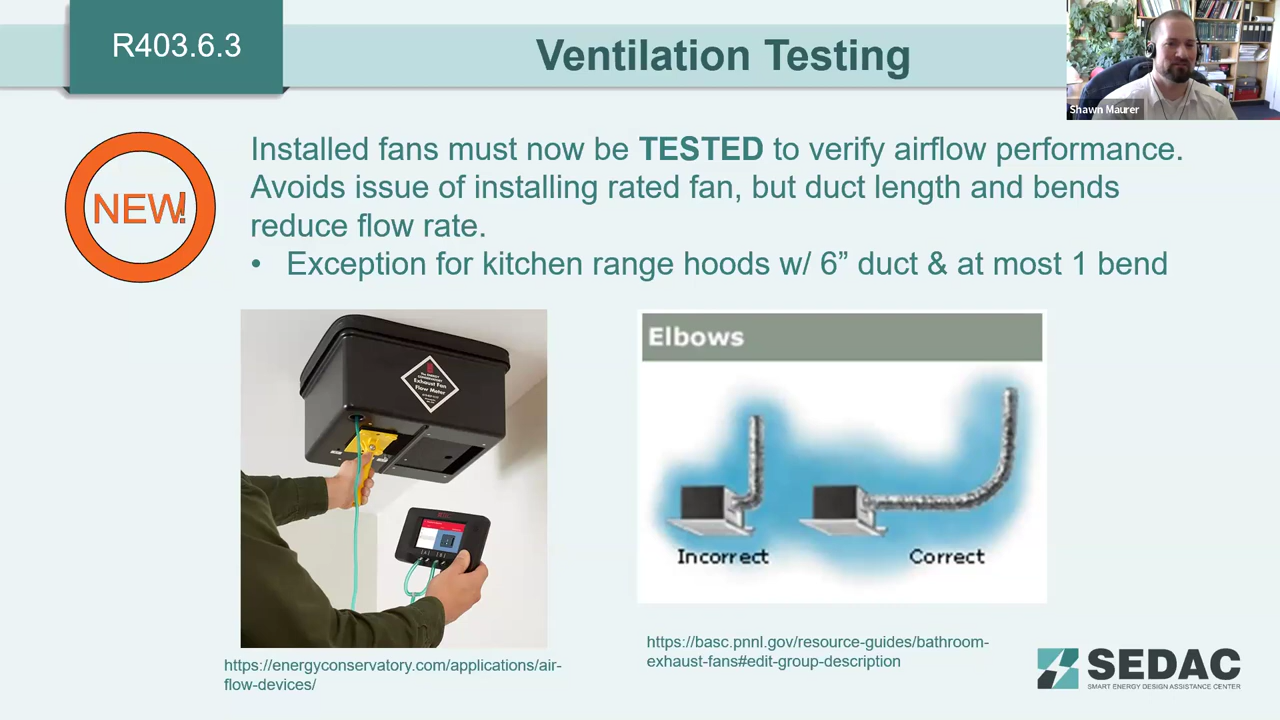 R403.6.3
Ventilation Testing
Shawn Maurer
NEW!
Installed fans must now be TESTED to verify airflow performance.
Avoids issue of installing rated fan, but duct length and bends
reduce flow rate.
• Exception for kitchen range hoods w/ 6” duct & at most 1 bend
Exhaust Fan
Flow Meter
Elbows
Incorrect
Correct
https://energyconservatory.com/applications/air-
flow-devices/
https://basc.pnnl.gov/resource-guides/bathroom-
exhaust-fans#edit-group-description
SEDAC
SMART ENERGY DESIGN ASSISTANCE CENTER